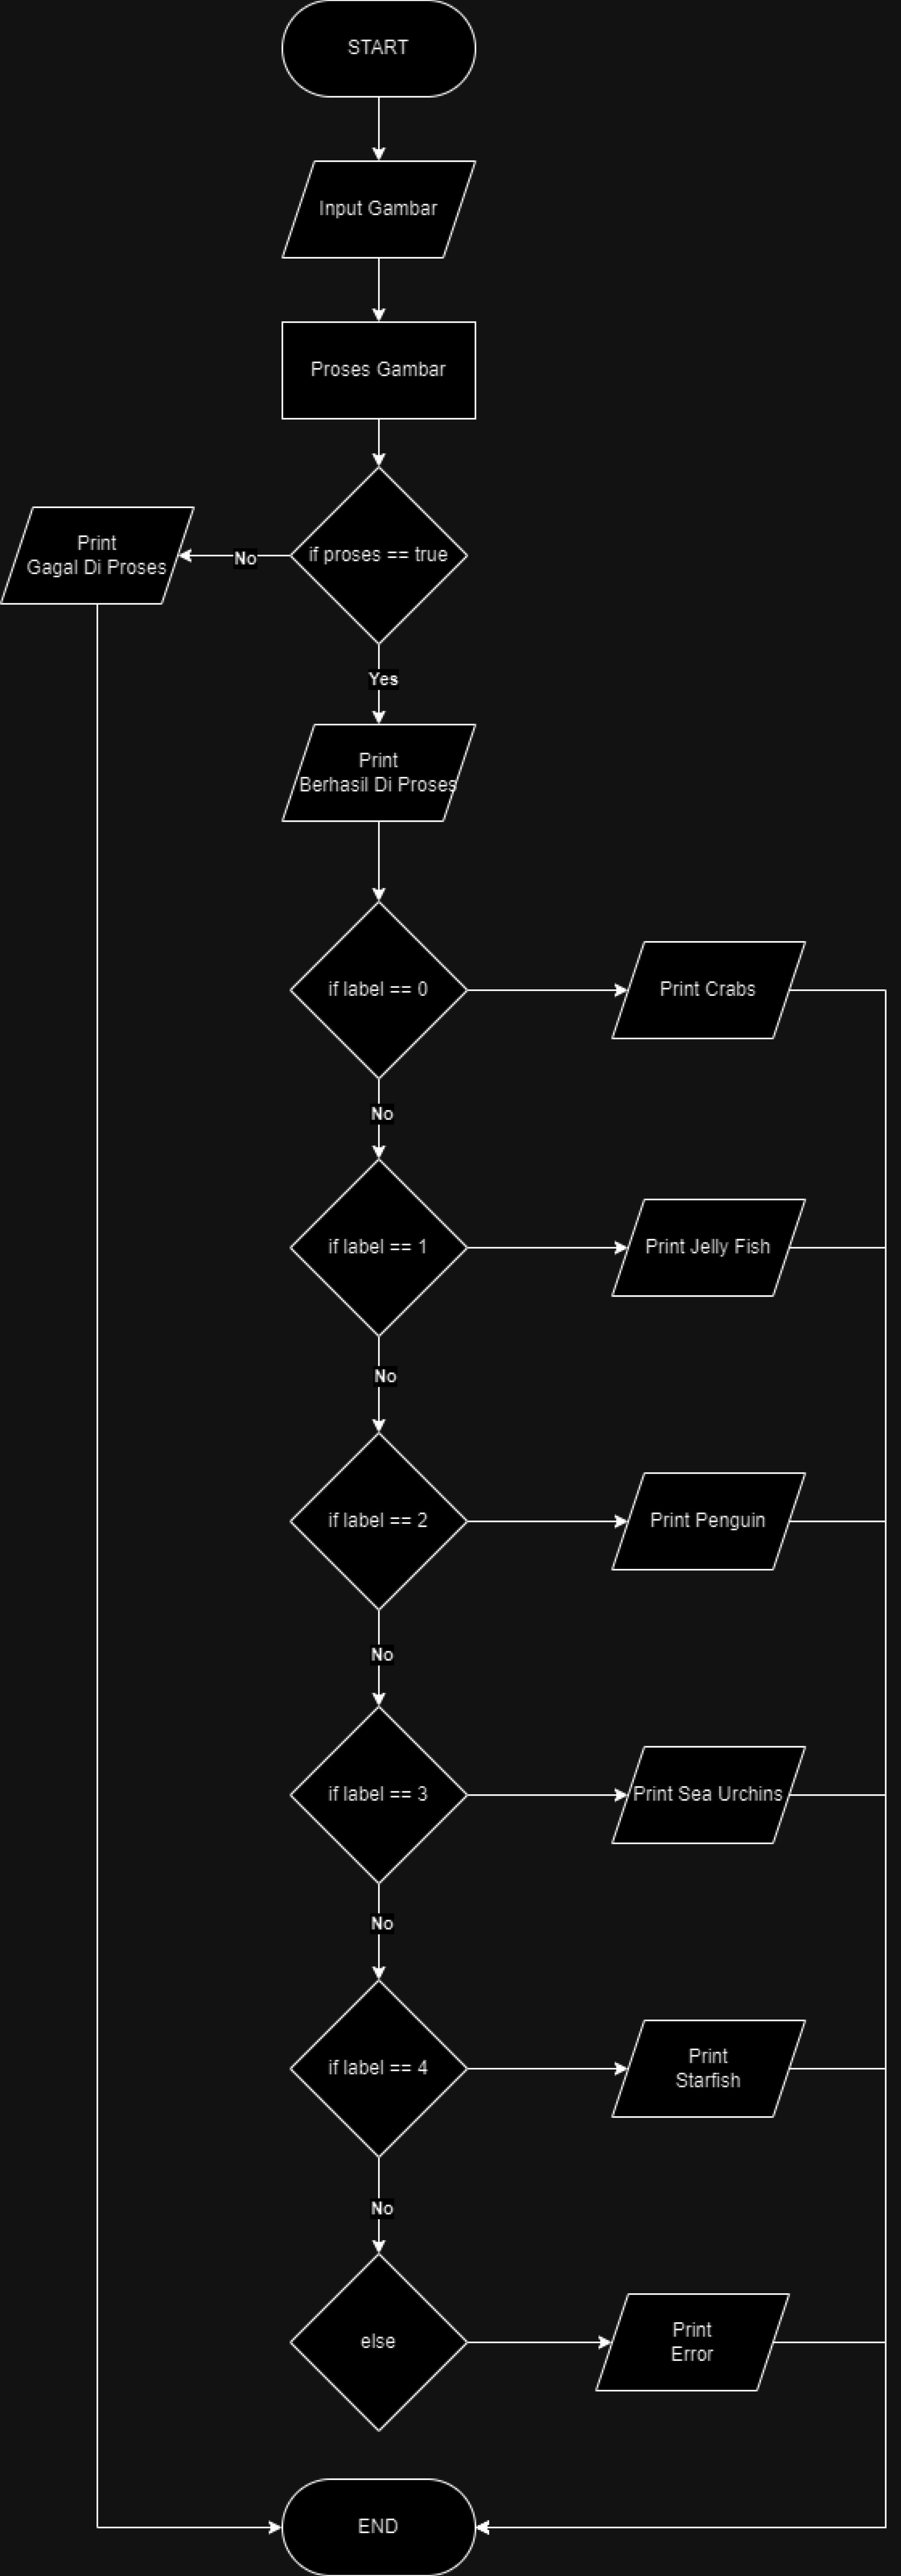 START
Input Gambar
Proses Gambar
if proses == true
No
Print
Gagal Di Proses
Yes
Print
Berhasil Di Proses
if label == 0
Print Crabs
No
if label == 1
Print Jelly Fish
No
if label == 2
Print Penguin
No
if label == 3
Print Sea Urchins
No
if label == 4
Print
Starfish
No
else
Print
Error
END